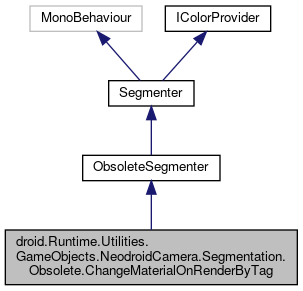 MonoBehaviour
IColorProvider
Segmenter
ObsoleteSegmenter
droid.Runtime.Utilities.
GameObjects.NeodroidCamera.Segmentation.
Obsolete.ChangeMaterialOnRenderByTag